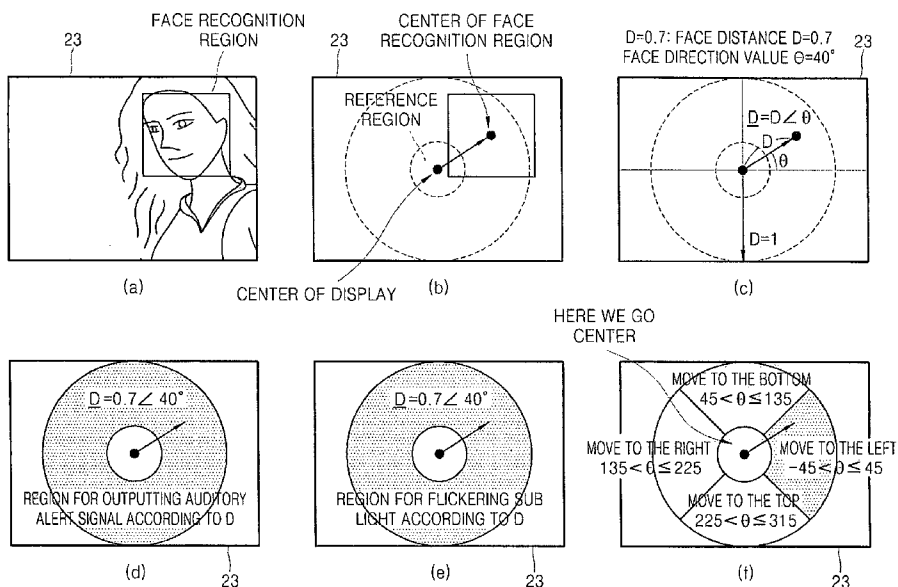 FACE RECOGNITION
REGION
23
(a)
CENTER OF FACE
RECOGNITION REGION
23
REFERENCE
REGION
CENTER OF DISPLAY
(b)
D=0.7: FACE DISTANCE D=0.7
FACE DIRECTION VALUE Θ=40°
23
D=D∠θ
D
θ
D=1
(c)
D=0.7∠ 40°
REGION FOR OUTPUTTING AUDITORY
ALERT SIGNAL ACCORDING TO D
(d)
23
D=0.7∠ 40°
REGION FOR FLICKERING SUB
LIGHT ACCORDING TO D
(e)
23
HERE WE GO
CENTER
MOVE TO THE BOTTOM
45<θ≤135
MOVE TO THE RIGHT
135<θ≤225
MOVE TO THE LEFT
-45<θ≤45
MOVE TO THE TOP
225<θ≤315
(f)
23